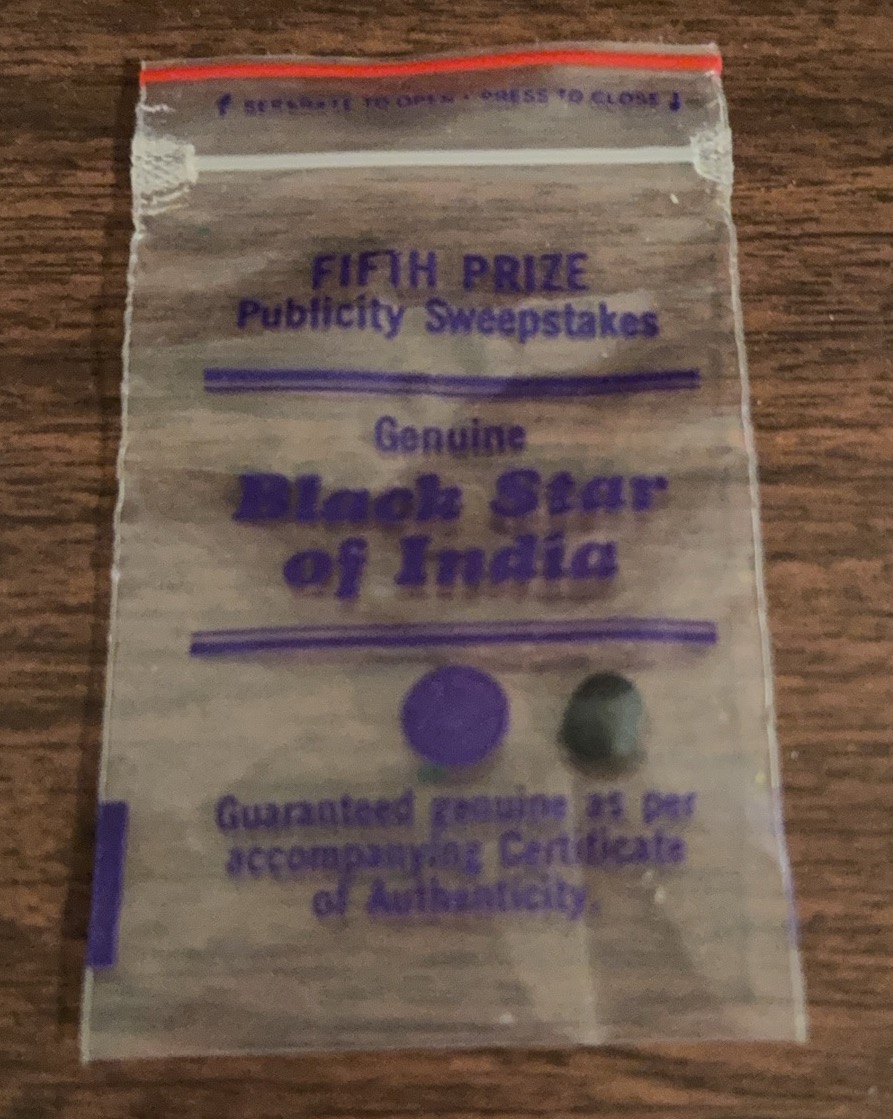 SEPARATE TO OPEN • PRESS TO CLOSE
FIFTH PRIZE
Publicity Sweepstakes
Genuine
Black Star
of India
Guaranteed genuine as per
accompanying Certificate
of Authenticity.